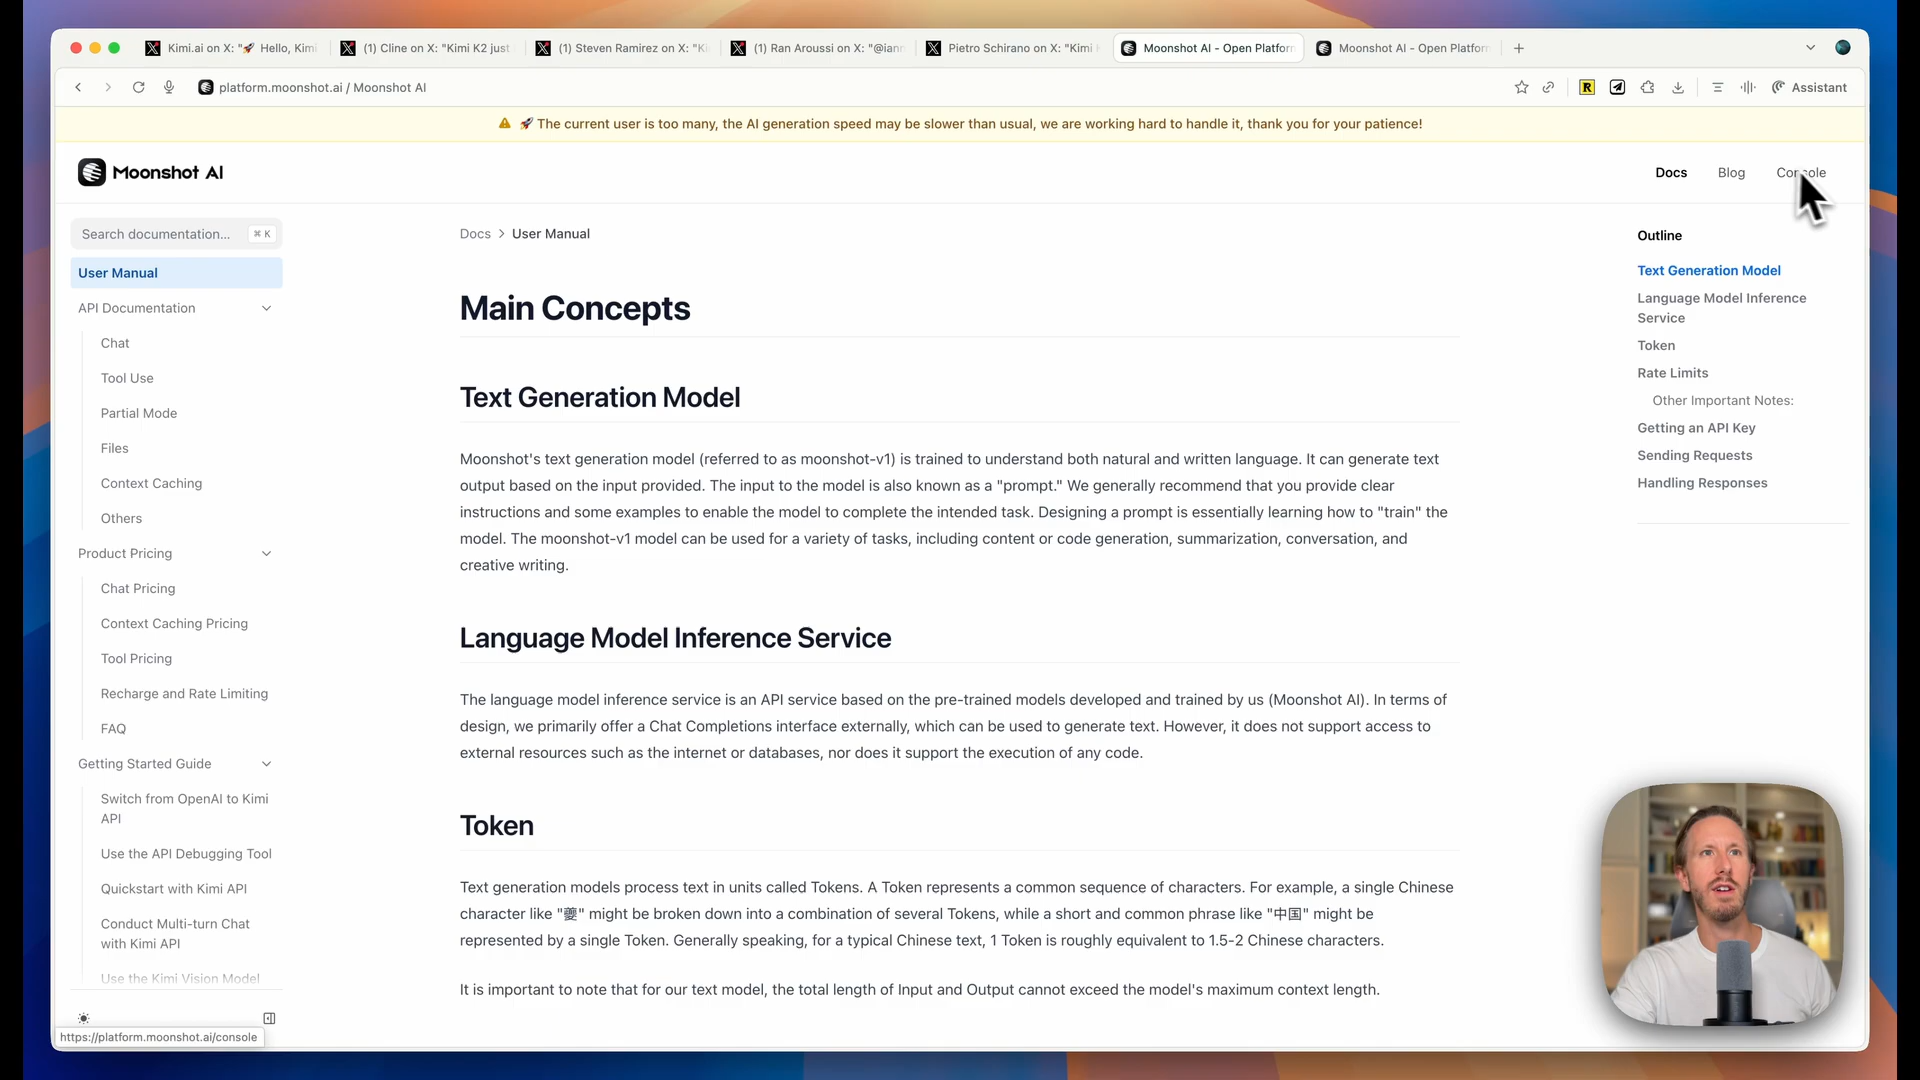 Kimi.ai on X: "🚀 Hello, Kimi
(1) Cline on X: "Kimi K2 just
(1) Steven Ramirez on X: "Ki
(1) Ran Aroussi on X: "@iann
Pietro Schirano on X: "Kimi K
Moonshot AI - Open Platform
Moonshot AI - Open Platform
platform.moonshot.ai / Moonshot AI
R
Assistant
🚀 The current user is too many, the AI generation speed may be slower than usual, we are working hard to handle it, thank you for your patience!
Moonshot AI
Docs
Blog
Console
Search documentation...
⌘ K
User Manual
API Documentation
Chat
Tool Use
Partial Mode
Files
Context Caching
Others
Product Pricing
Chat Pricing
Context Caching Pricing
Tool Pricing
Recharge and Rate Limiting
FAQ
Getting Started Guide
Switch from OpenAI to Kimi
API
Use the API Debugging Tool
Quickstart with Kimi API
Conduct Multi-turn Chat
with Kimi API
Use the Kimi Vision Model
https://platform.moonshot.ai/console
Docs > User Manual
Main Concepts
Text Generation Model
Moonshot's text generation model (referred to as moonshot-v1) is trained to understand both natural and written language. It can generate text
output based on the input provided. The input to the model is also known as a "prompt." We generally recommend that you provide clear
instructions and some examples to enable the model to complete the intended task. Designing a prompt is essentially learning how to "train" the
model. The moonshot-v1 model can be used for a variety of tasks, including content or code generation, summarization, conversation, and
creative writing.
Language Model Inference Service
The language model inference service is an API service based on the pre-trained models developed and trained by us (Moonshot AI). In terms of
design, we primarily offer a Chat Completions interface externally, which can be used to generate text. However, it does not support access to
external resources such as the internet or databases, nor does it support the execution of any code.
Token
Text generation models process text in units called Tokens. A Token represents a common sequence of characters. For example, a single Chinese
character like "夔" might be broken down into a combination of several Tokens, while a short and common phrase like "中国" might be
represented by a single Token. Generally speaking, for a typical Chinese text, 1 Token is roughly equivalent to 1.5-2 Chinese characters.
It is important to note that for our text model, the total length of Input and Output cannot exceed the model's maximum context length.
Outline
Text Generation Model
Language Model Inference
Service
Token
Rate Limits
Other Important Notes:
Getting an API Key
Sending Requests
Handling Responses